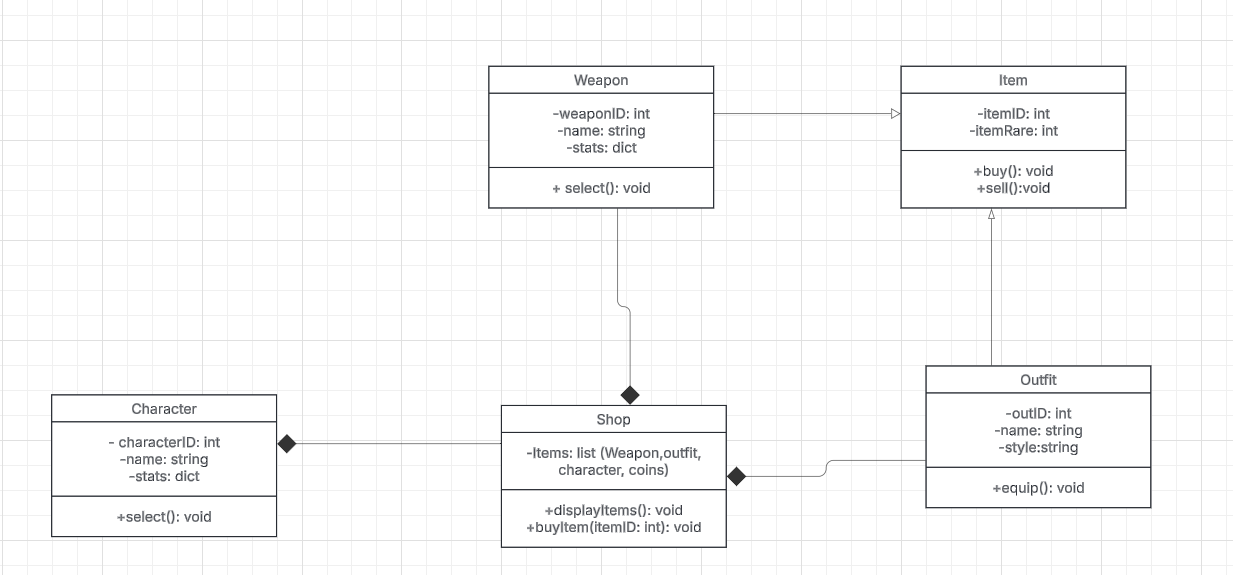 Weapon
-weaponID: int
-name: string
-stats: dict
+ select(): void
Item
-itemID: int
-itemRare: int
+buy(): void
+sell():void
Character
- characterID: int
-name: string
-stats: dict
+select(): void
Shop
-Items: list (Weapon,outfit,
character, coins)
+displayItems(): void
+buyItem(itemID: int): void
Outfit
-outID: int
-name: string
-style:string
+equip(): void